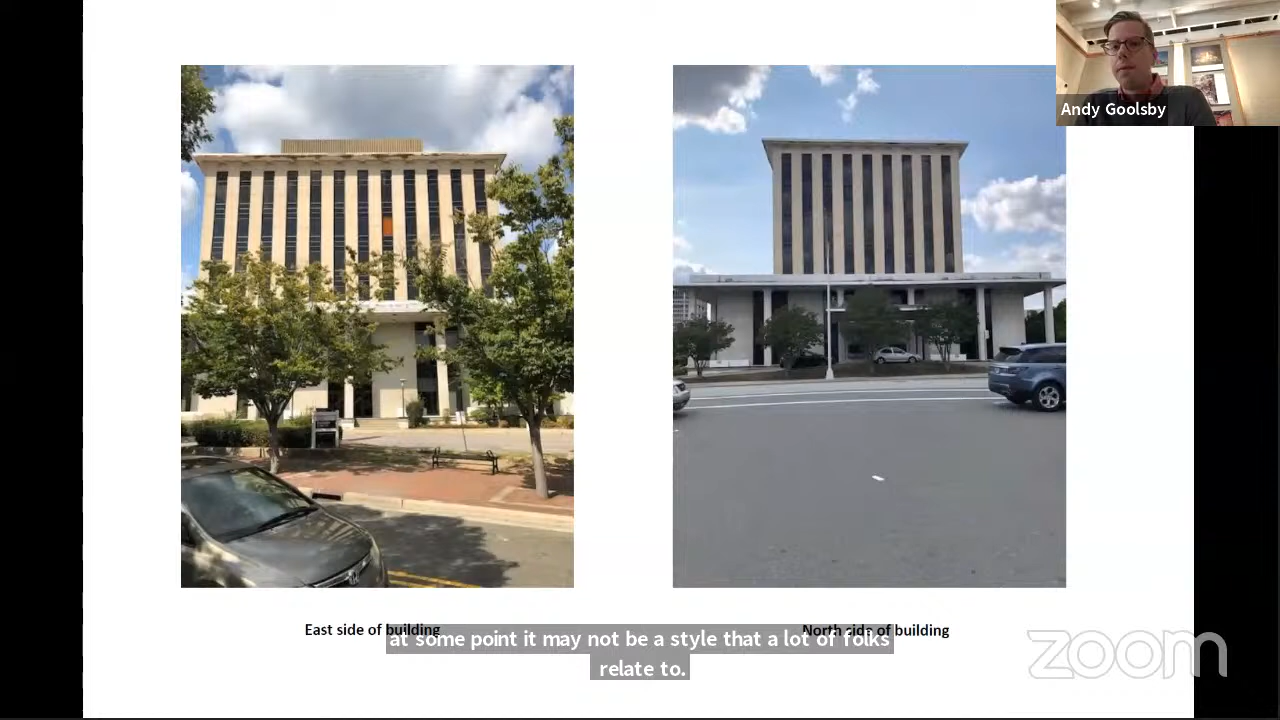 Andy Goolsby
East side of building
North side of building
at some point it may not be a style that a lot of folks
relate to.
zoom